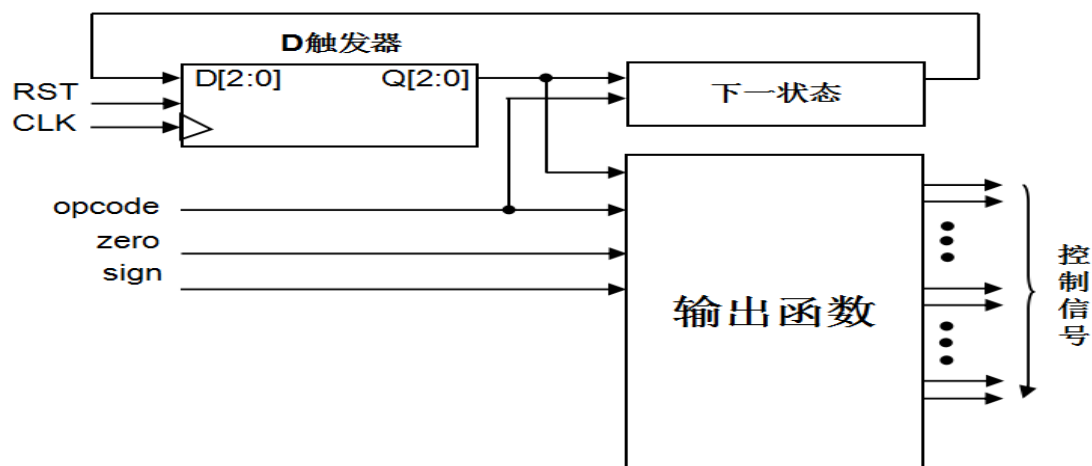 D触发器
D[2:0]
Q[2:0]
RST
CLK
下一状态
opcode
zero
sign
输出函数
控制信号